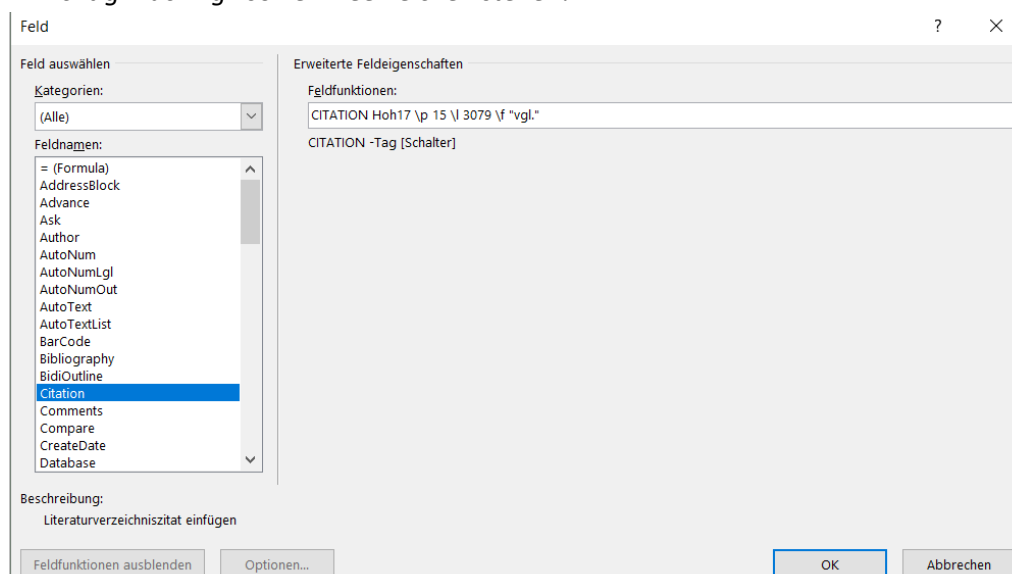 Feld
? ✕
Feld auswählen
Kategorien:
(Alle)
Feldnamen:
= (Formula)
AddressBlock
Advance
Ask
Author
AutoNum
AutoNumLgl
AutoNumOut
AutoText
AutoTextList
BarCode
Bibliography
BidiOutline
Citation
Comments
Compare
CreateDate
Database
Erweiterte Feldeigenschaften
Feldfunktionen:
CITATION Hoh17 \p 15 \l 3079 \f "vgl."
CITATION -Tag [Schalter]
Beschreibung:
Literaturverzeichniszitat einfügen
Feldfunktionen ausblenden
Optionen...
OK
Abbrechen